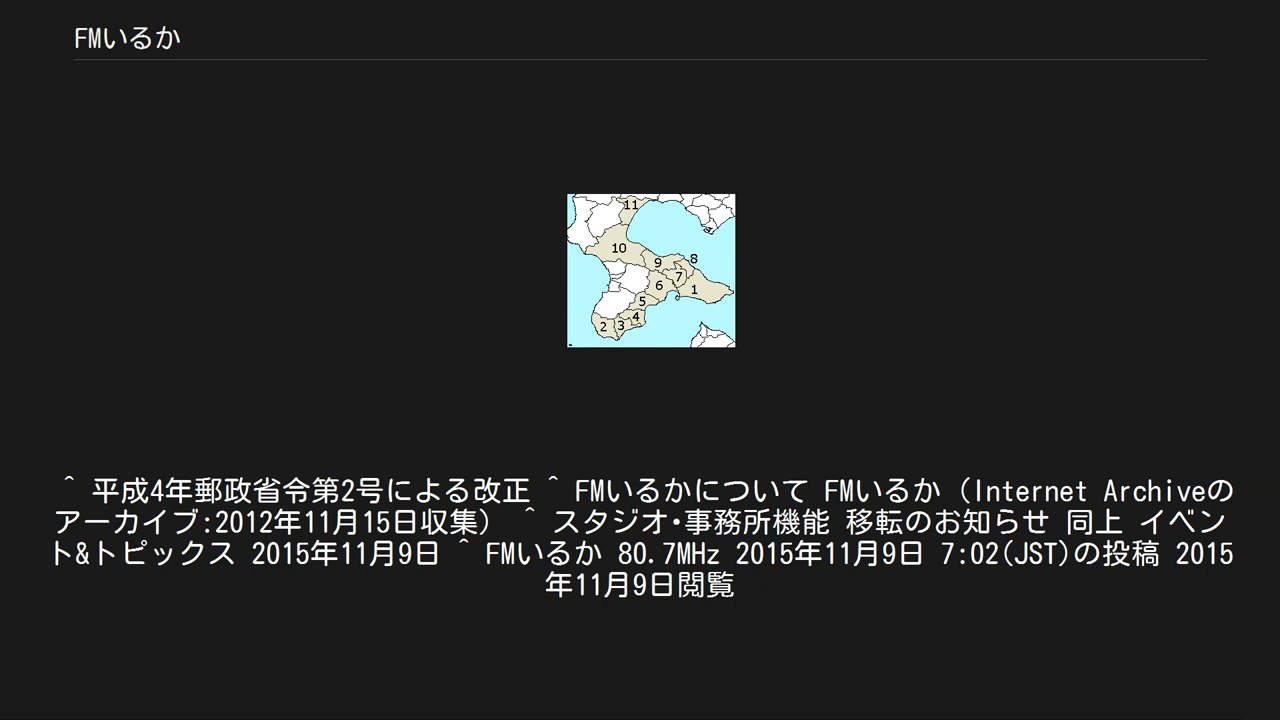 FMいるか
11
10
9
8
7
6
1
5
4
2
3
^ 平成4年郵政省令第2号による改正 ^ FMいるかについて FMいるか (Internet Archiveの
アーカイブ:2012年11月15日収集) ^ スタジオ・事務所機能 移転のお知らせ 同上 イベン
ト&トピックス 2015年11月9日 ^ FMいるか 80.7MHz 2015年11月9日 7:02(JST)の投稿 2015
年11月9日閲覧